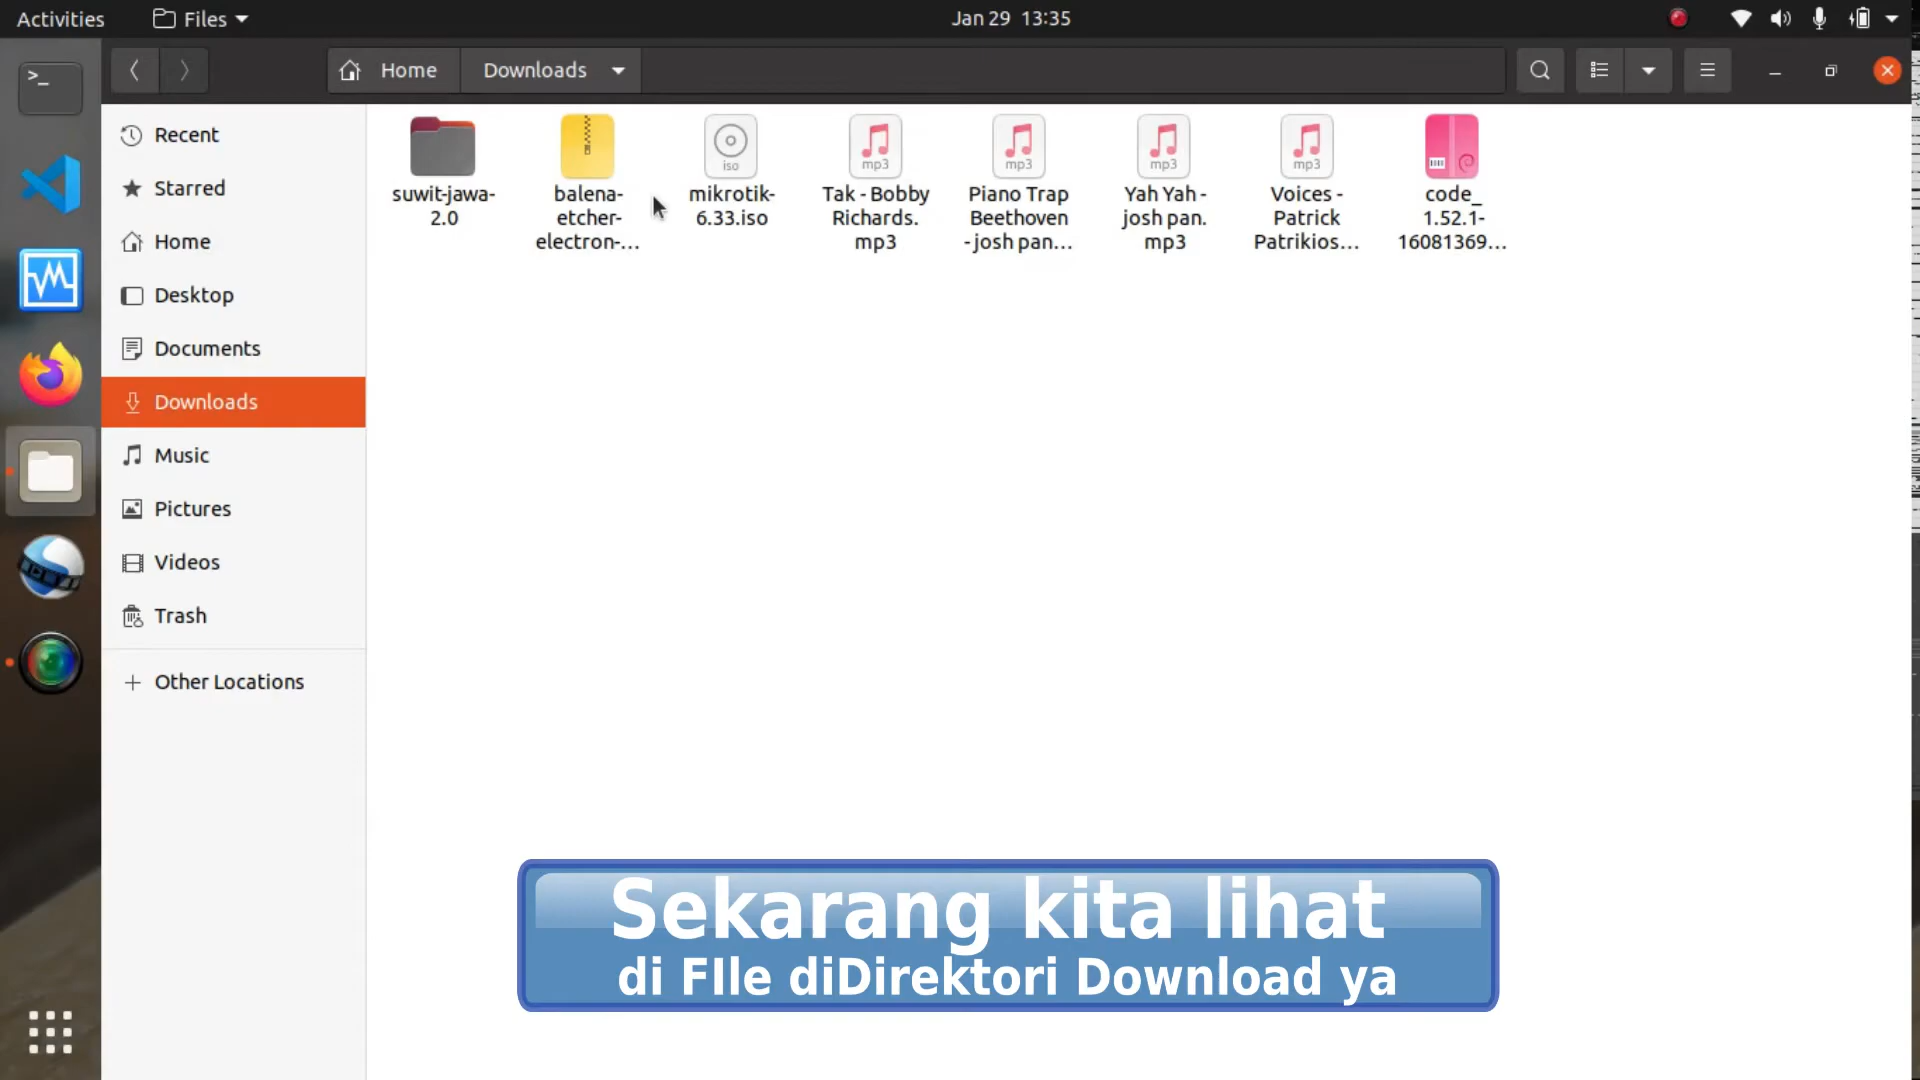 Activities
Files
Jan 29 13:35
Home
Downloads
Recent
Starred
Home
Desktop
Documents
Downloads
Music
Pictures
Videos
Trash
Other Locations
suwit-jawa-
2.0
balena-
etcher-
electron-...
iso
mikrotik-
6.33.iso
mp3
Tak - Bobby
Richards.
mp3
mp3
Piano Trap
Beethoven
- josh pan...
mp3
Yah Yah -
josh pan.
mp3
mp3
Voices -
Patrick
Patrikios...
code_
1.52.1-
16081369...
Sekarang kita lihat
di FIle diDirektori Download ya